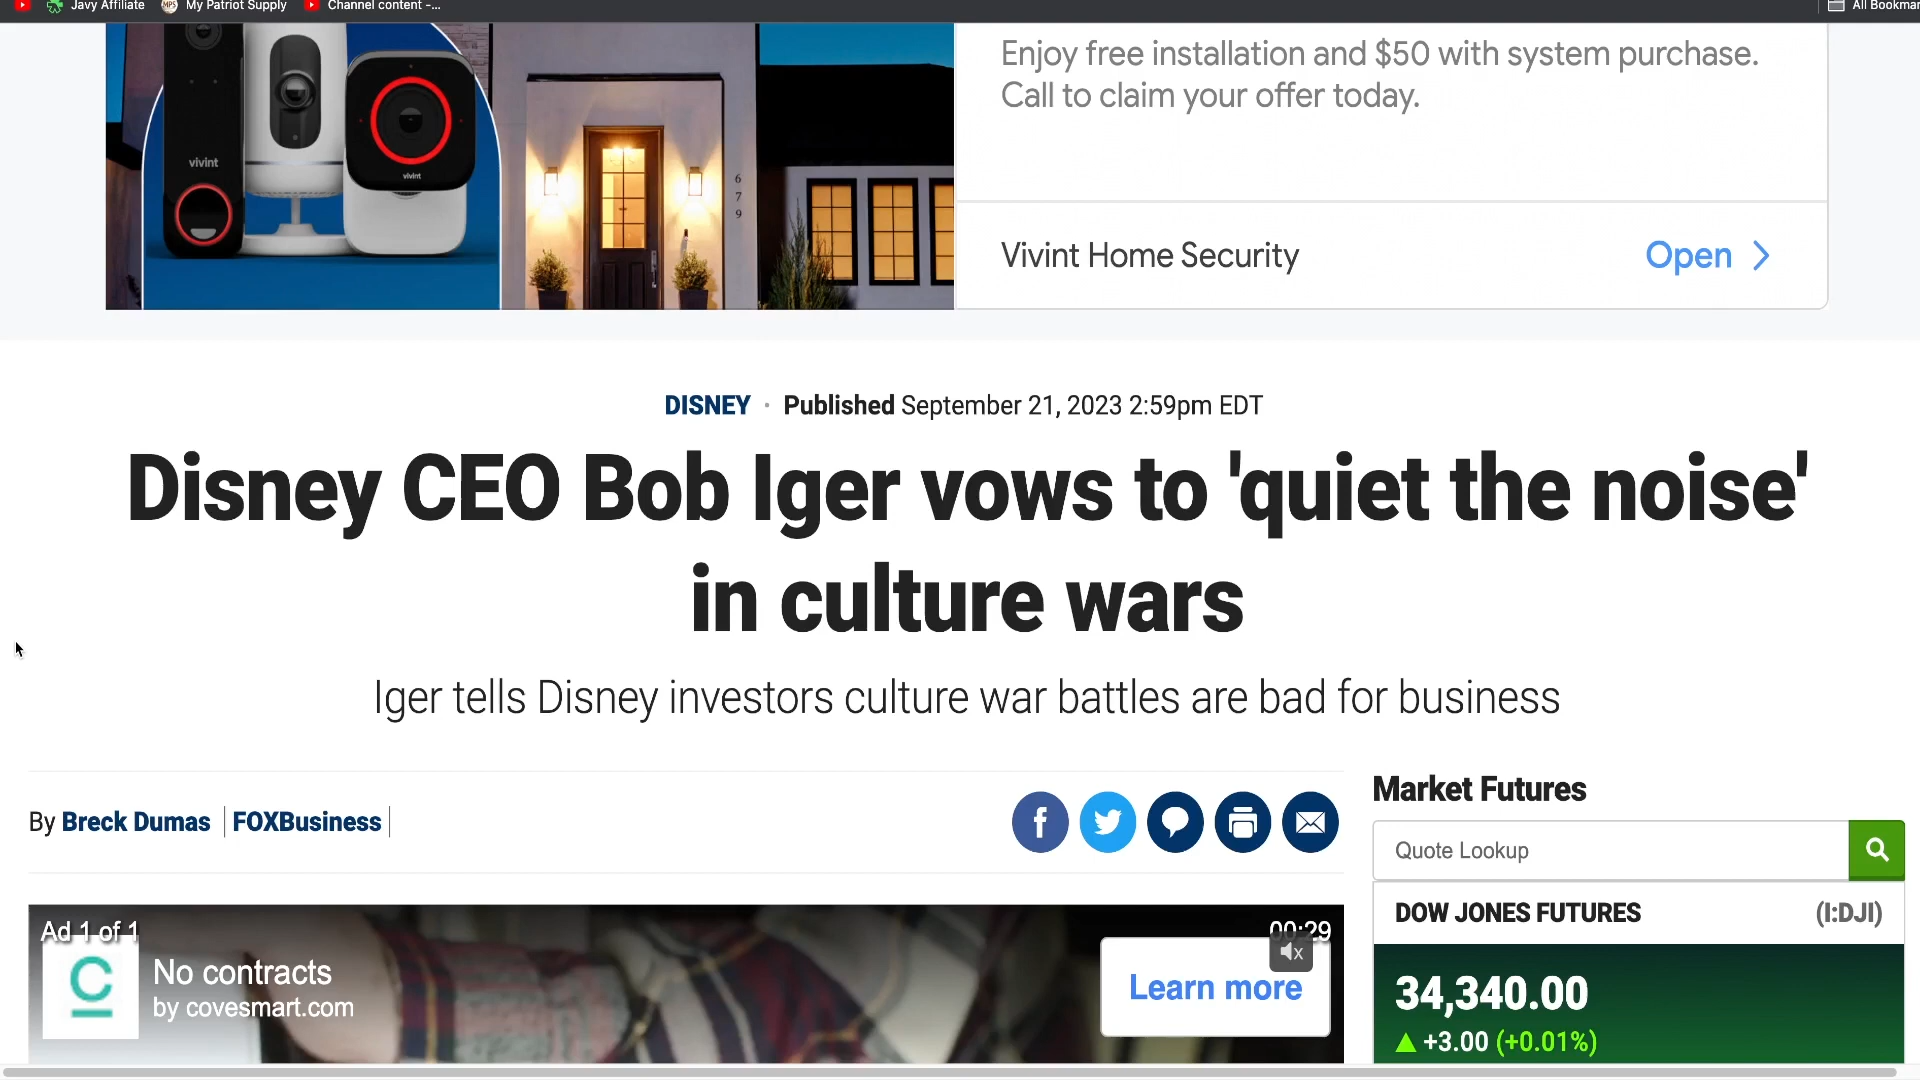 Javy Affiliate
My Patriot Supply
Channel content -...
All Bookmar
Enjoy free installation and $50 with system purchase.
Call to claim your offer today.
vivint
vivint
6
7
9
Vivint Home Security
Open
DISNEY · Published September 21, 2023 2:59pm EDT
Disney CEO Bob Iger vows to 'quiet the noise'
in culture wars
Iger tells Disney investors culture war battles are bad for business
By Breck Dumas FOXBusiness
Market Futures
Quote Lookup
DOW JONES FUTURES (I:DJI)
34,340.00
+3.00 (+0.01%)
Ad 1 of 1
00:29
No contracts
by covesmart.com
Learn more